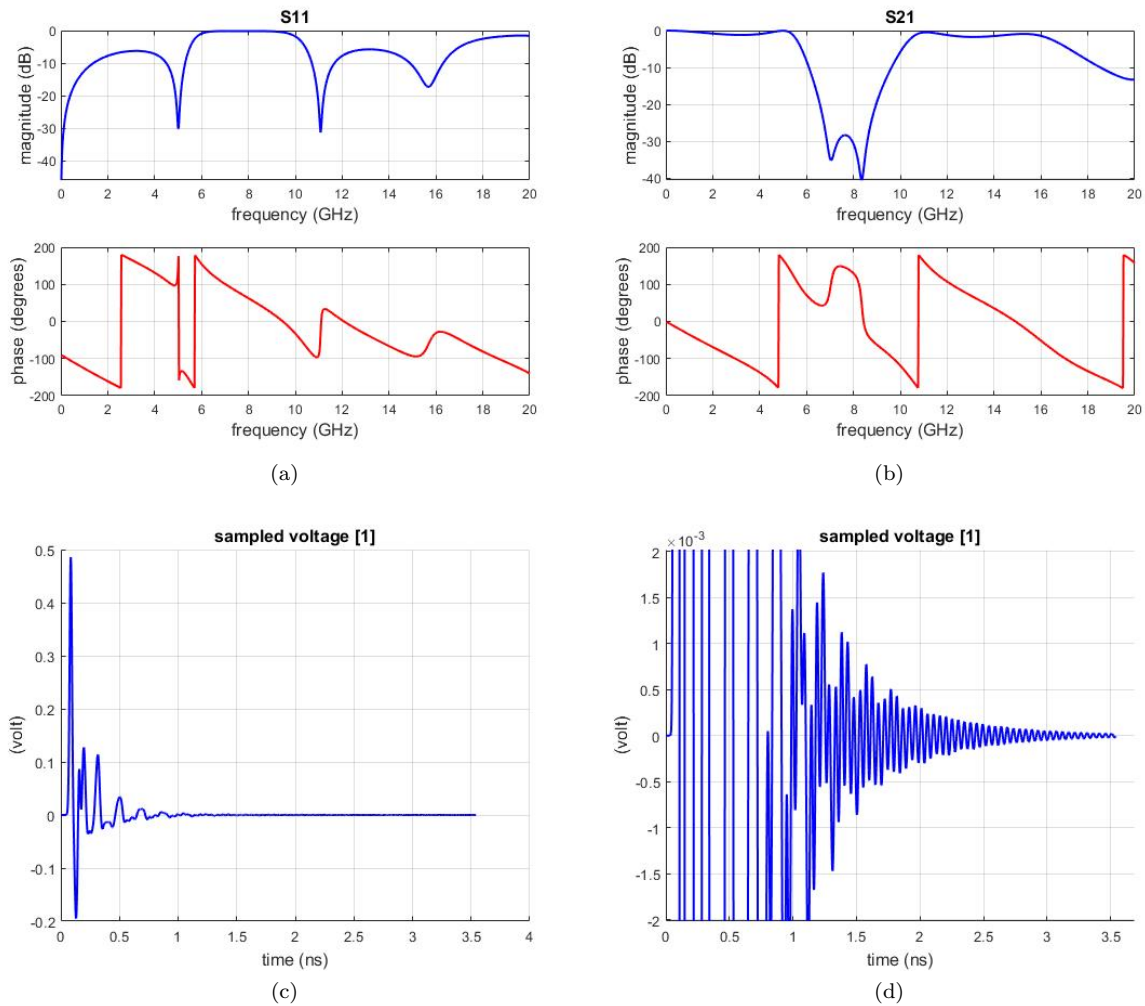 S11
0
-10
-20
-30
-40
magnitude (dB)
0 2 4 6 8 10 12 14 16 18 20
frequency (GHz)
200
100
0
-100
-200
phase (degrees)
0 2 4 6 8 10 12 14 16 18 20
frequency (GHz)
(a)
S21
0
-10
-20
-30
-40
magnitude (dB)
0 2 4 6 8 10 12 14 16 18 20
frequency (GHz)
200
100
0
-100
-200
phase (degrees)
0 2 4 6 8 10 12 14 16 18 20
frequency (GHz)
(b)
sampled voltage [1]
0.5
0.4
0.3
0.2
0.1
0
-0.1
-0.2
(volt)
0 0.5 1 1.5 2 2.5 3 3.5 4
time (ns)
(c)
sampled voltage [1]
×10⁻³
2
1.5
1
0.5
0
-0.5
-1
-1.5
-2
(volt)
0 0.5 1 1.5 2 2.5 3 3.5
time (ns)
(d)